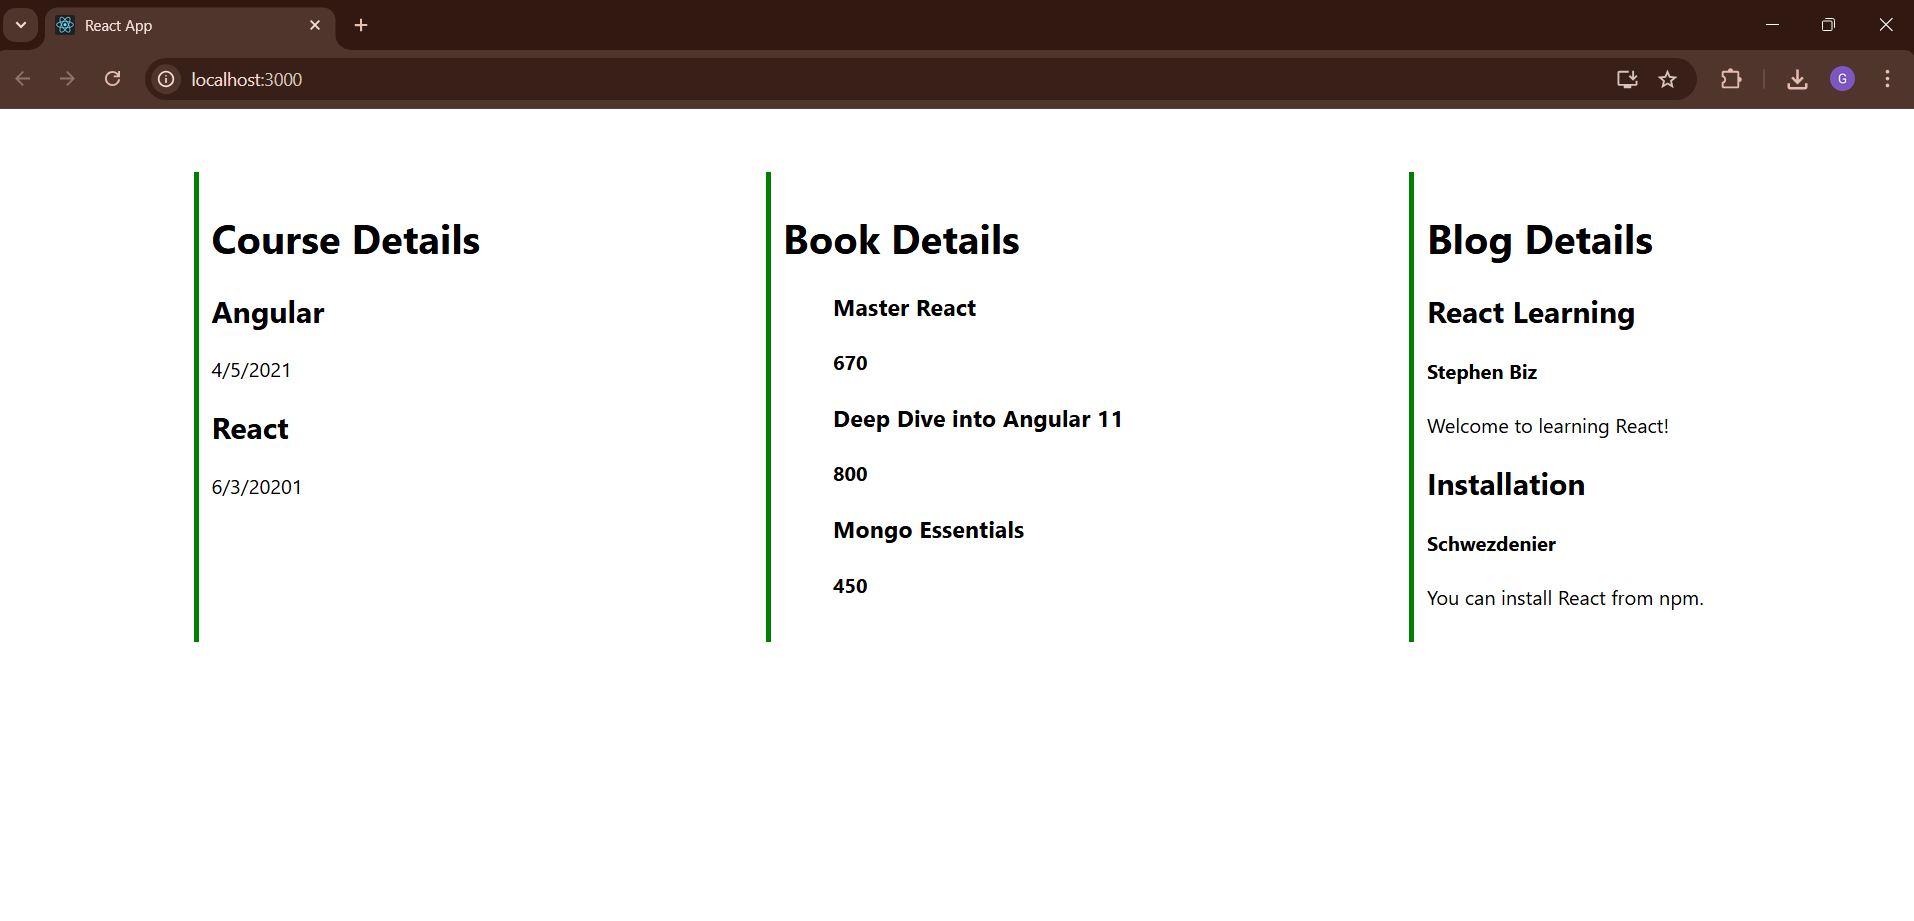 React App
localhost:3000
G
Course Details
Angular
4/5/2021
React
6/3/20201
Book Details
Master React
670
Deep Dive into Angular 11
800
Mongo Essentials
450
Blog Details
React Learning
Stephen Biz
Welcome to learning React!
Installation
Schwezdenier
You can install React from npm.